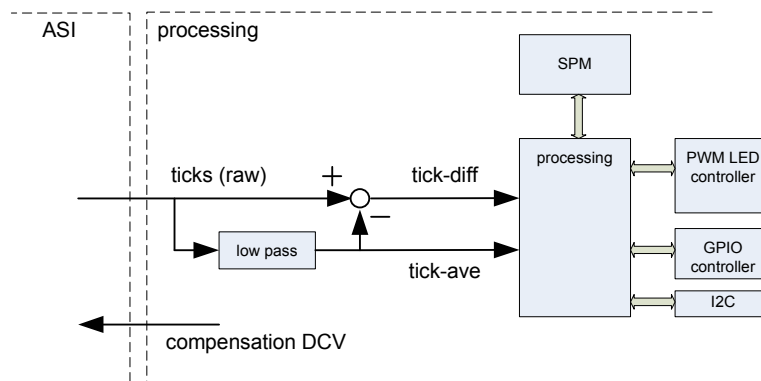 ASI
processing
SPM
ticks (raw)
+
tick-diff
processing
PWM LED
controller
−
low pass
tick-ave
GPIO
controller
I2C
compensation DCV